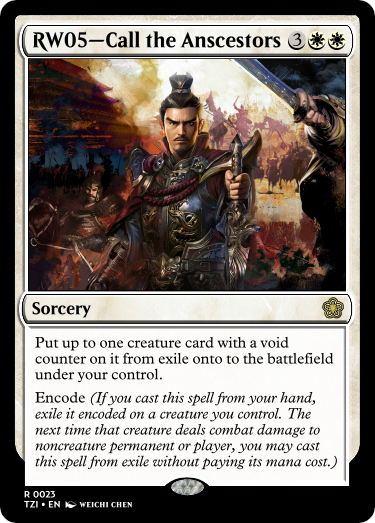 RW05—Call the Anscestors 3
Sorcery
Put up to one creature card with a void
counter on it from exile onto to the battlefield
under your control.
Encode (If you cast this spell from your hand,
exile it encoded on a creature you control. The
next time that creature deals combat damage to
noncreature permanent or player, you may cast
this spell from exile without paying its mana cost.)
R 0023
TZI • EN WEICHI CHEN